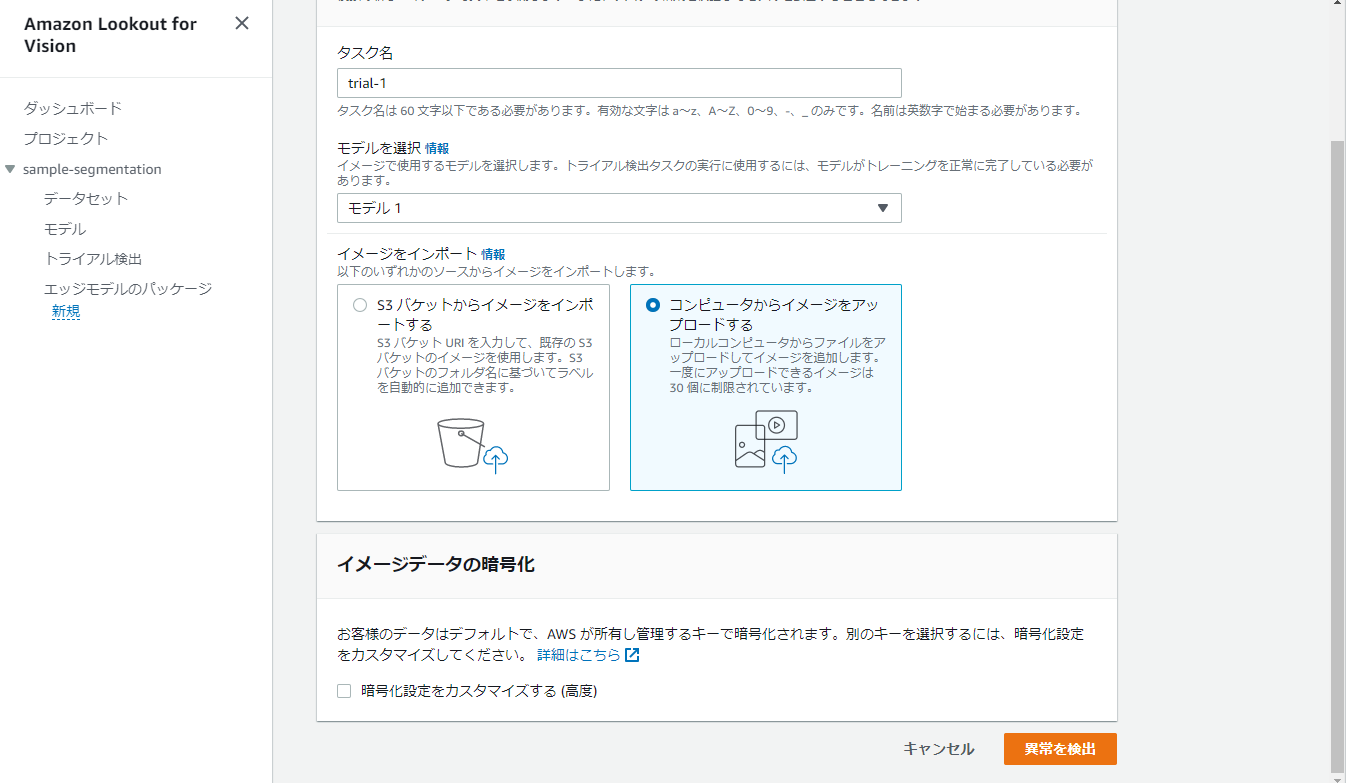 Amazon Lookout for
Vision
ダッシュボード
プロジェクト
sample-segmentation
データセット
モデル
トライアル検出
エッジモデルのパッケージ
新規
タスク名
trial-1
タスク名は 60 文字以下である必要があります。有効な文字は a～z、A～Z、0～9、-、_ のみです。名前は英数字で始まる必要があります。
モデルを選択 情報
イメージで使用するモデルを選択します。トライアル検出タスクの実行に使用するには、モデルがトレーニングを正常に完了している必要が
あります。
モデル 1
イメージをインポート 情報
以下のいずれかのソースからイメージをインポートします。
S3 バケットからイメージをインポ
ートする
S3 バケット URI を入力して、既存の S3
バケットのイメージを使用します。S3
バケットのフォルダ名に基づいてラベル
を自動的に追加できます。
コンピュータからイメージをアッ
プロードする
ローカルコンピュータからファイルをア
ップロードしてイメージを追加します。
一度にアップロードできるイメージは
30 個に制限されています。
イメージデータの暗号化
お客様のデータはデフォルトで、AWS が所有し管理するキーで暗号化されます。別のキーを選択するには、暗号化設定
をカスタマイズしてください。 詳細はこちら
暗号化設定をカスタマイズする (高度)
キャンセル
異常を検出